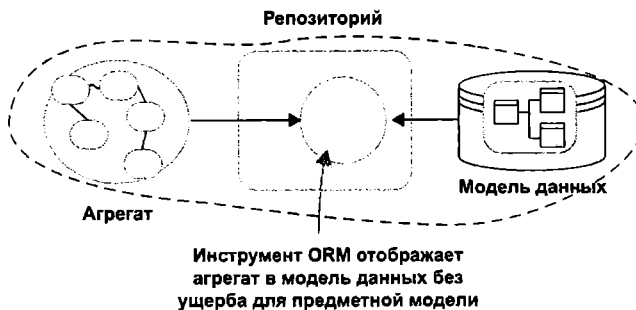 Репозиторий
Агрегат
Модель данных
Инструмент ORM отображает
агрегат в модель данных без
ущерба для предметной модели